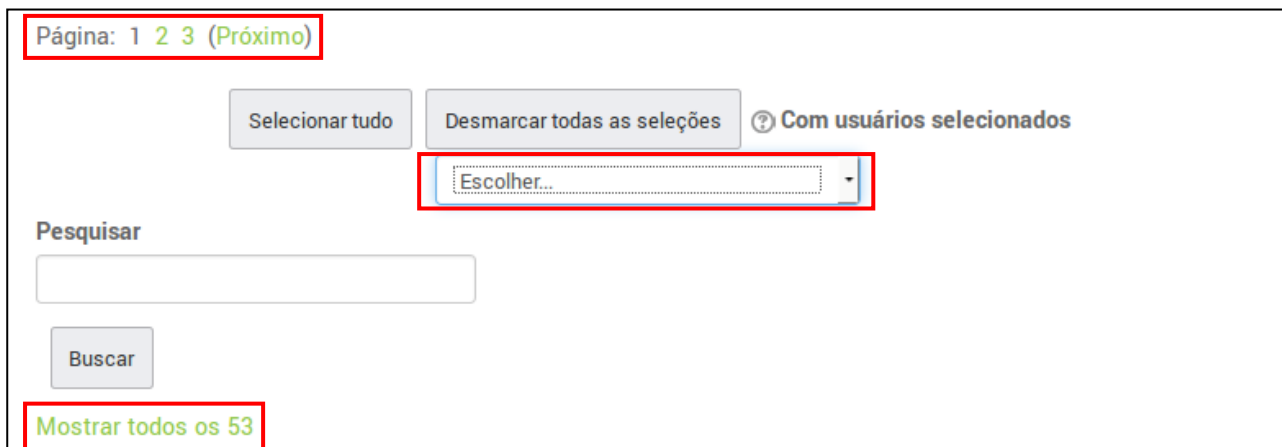 Página: 1 2 3 (Próximo)
Selecionar tudo Desmarcar todas as seleções ? Com usuários selecionados
Escolher...
Pesquisar
Buscar
Mostrar todos os 53